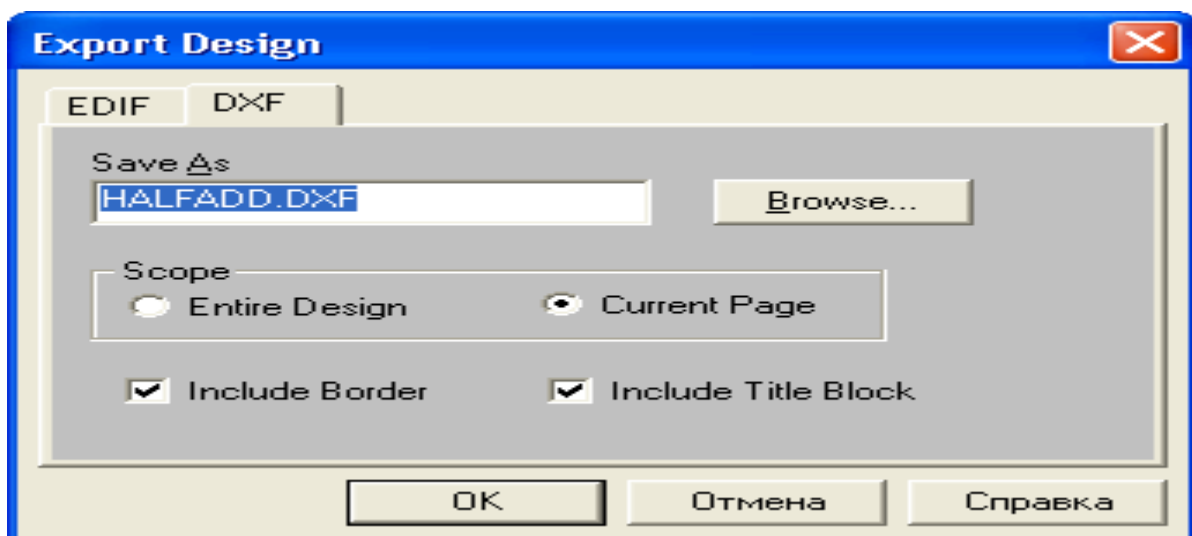 Export Design
EDIF DXF
Save As
HALFADD.DXF Browse...
Scope
Entire Design Current Page
Include Border Include Title Block
OK Отмена Справка